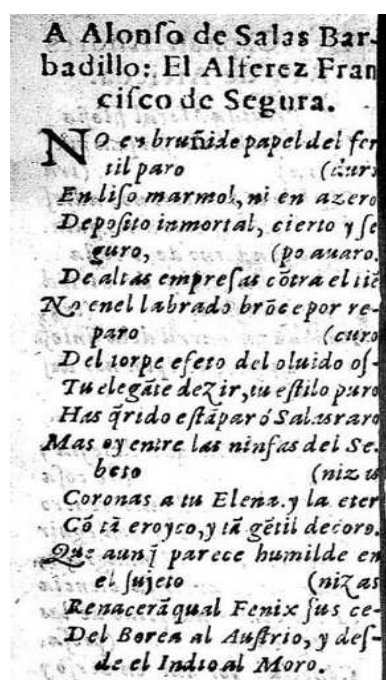 A Alonſo de Salas Bar-
badillo: El Alferez Fran
ciſco de Segura.
NO en bruñido papel del fer
til paro (duro
En liſo marmol, ni en azero
Depoſito inmortal, cierto y ſe
guro, (po auaro.
De altas empreſas cõtra el tiẽ
No enel labrado brõce por re-
paro (curo
Del torpe efeto del oluido oſ-
Tu elegãte dezir, tu eſtilo puro
Has q̃rido eſtãpar ó Salas raro
Mas oy entre las ninfas del Se-
beto (niz u
Coronas a tu Elena. y la eter
Cõ tã eroyco, y tã gẽtil decoro.
Que aunq̃ parece humilde en
el ſujeto (nizas
Renacerã qual Fenix ſus ce-
Del Borea al Auſtrio, y deſ-
de el Indio al Moro.